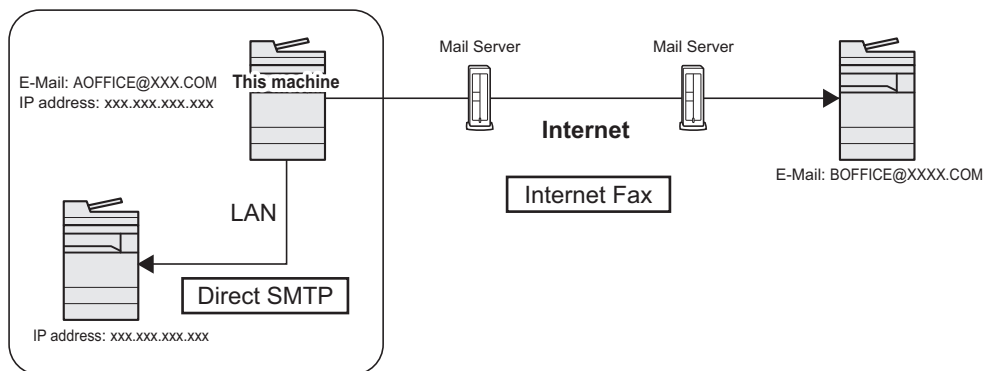 Mail Server
Mail Server
E-Mail: AOFFICE@XXX.COM
IP address: xxx.xxx.xxx.xxx
This machine
Internet
E-Mail: BOFFICE@XXXX.COM
Internet Fax
LAN
Direct SMTP
IP address: xxx.xxx.xxx.xxx